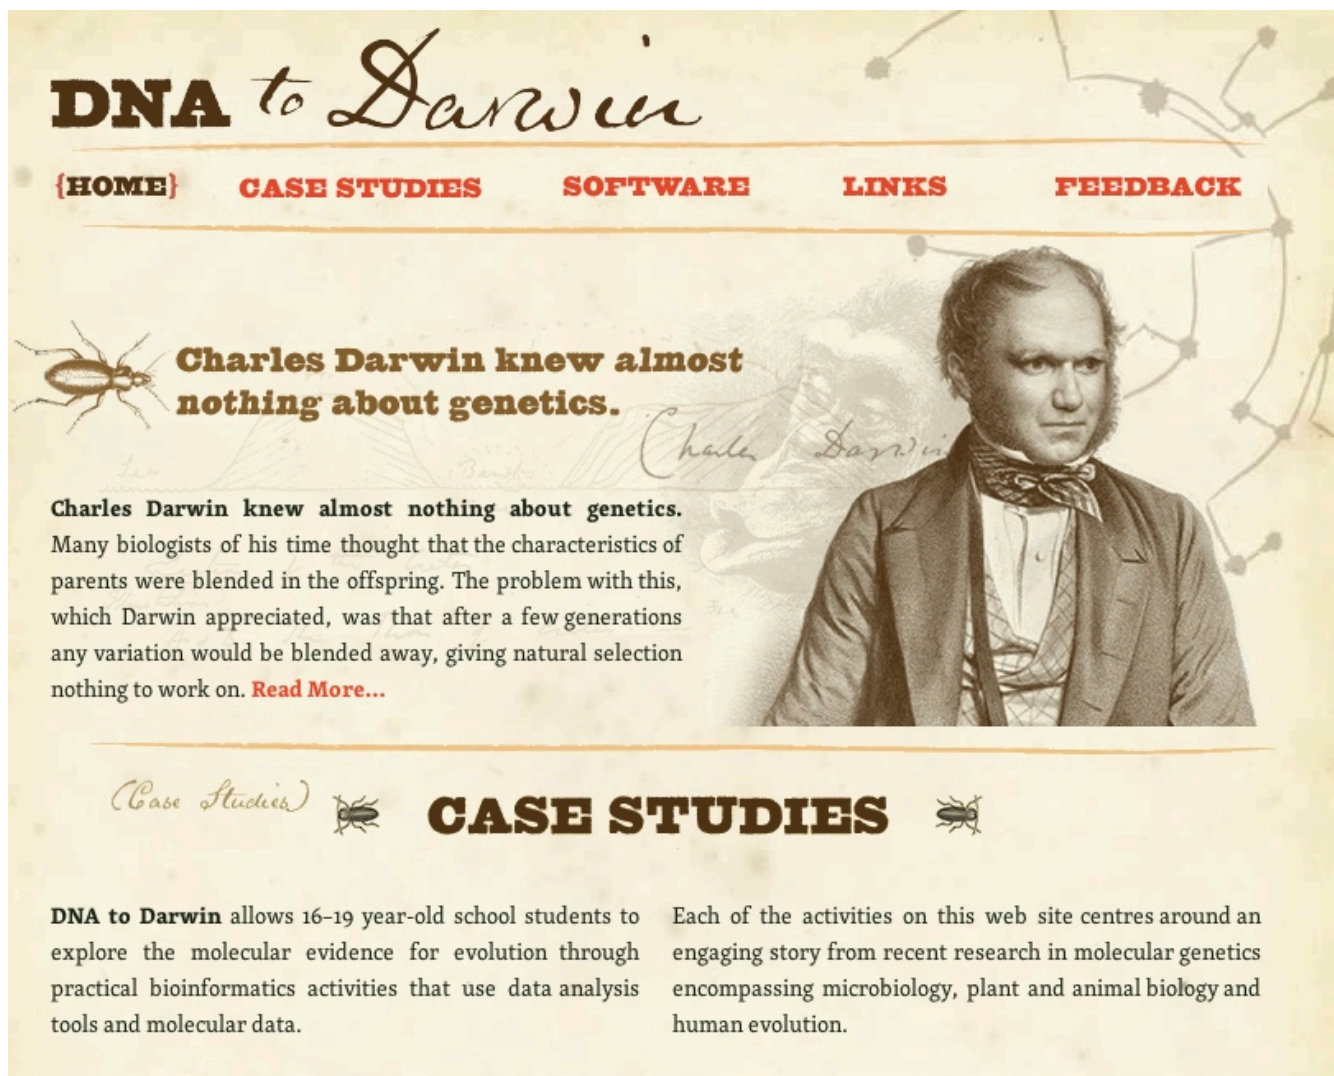 DNA to Darwin
{HOME} CASE STUDIES SOFTWARE LINKS FEEDBACK
Charles Darwin knew almost
nothing about genetics.
Charles Darwin
Charles Darwin knew almost nothing about genetics.
Many biologists of his time thought that the characteristics of
parents were blended in the offspring. The problem with this,
which Darwin appreciated, was that after a few generations
any variation would be blended away, giving natural selection
nothing to work on. Read More...
(Case Studies)
CASE STUDIES
DNA to Darwin allows 16–19 year-old school students to
explore the molecular evidence for evolution through
practical bioinformatics activities that use data analysis
tools and molecular data.
Each of the activities on this web site centres around an
engaging story from recent research in molecular genetics
encompassing microbiology, plant and animal biology and
human evolution.